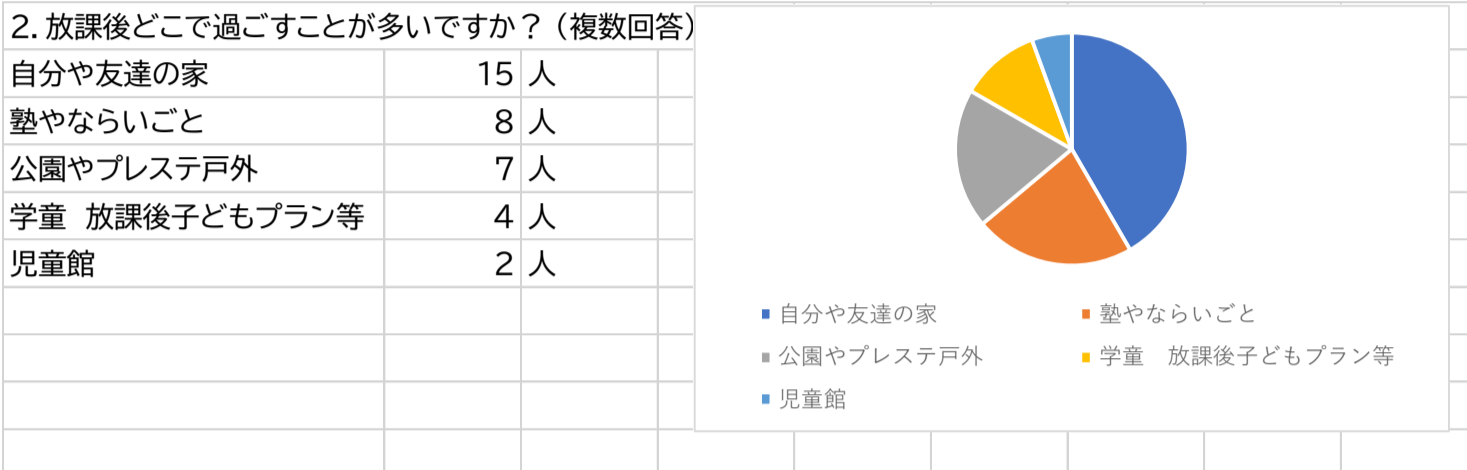 2. 放課後どこで過ごすことが多いですか？（複数回答）
自分や友達の家 15 人
塾やならいごと 8 人
公園やプレステ戸外 7 人
学童　放課後子どもプラン等 4 人
児童館 2 人
自分や友達の家 塾やならいごと
公園やプレステ戸外 学童　放課後子どもプラン等
児童館